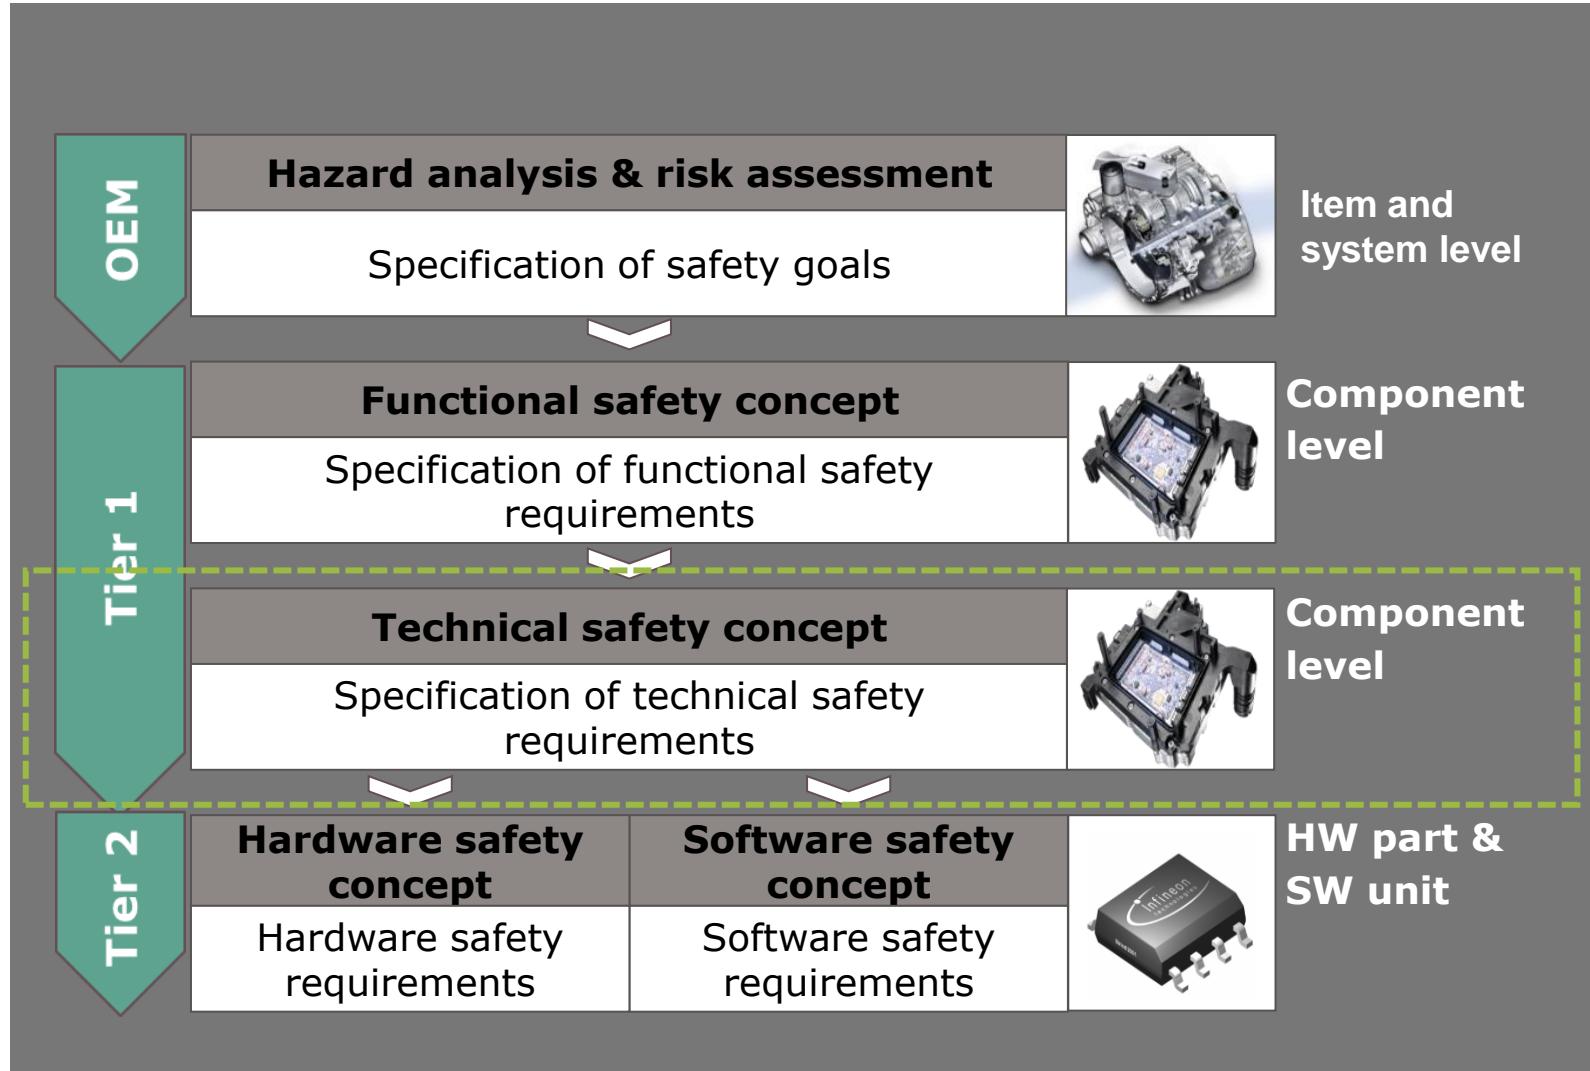 OEM
Hazard analysis & risk assessment
Specification of safety goals
Item and
system level
Tier 1
Functional safety concept
Specification of functional safety
requirements
Component
level
Technical safety concept
Specification of technical safety
requirements
Component
level
Tier 2
Hardware safety
concept
Hardware safety
requirements
Software safety
concept
Software safety
requirements
Infineon
technologies
HW part &
SW unit